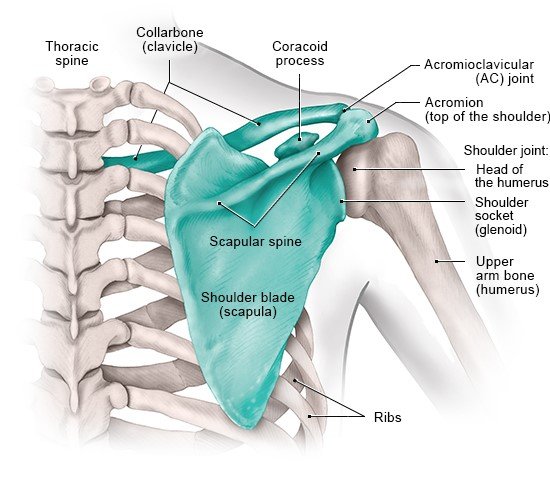 Collarbone
(clavicle)
Thoracic
spine
Coracoid
process
Acromioclavicular
(AC) joint
Acromion
(top of the shoulder)
Shoulder joint:
Head of
the humerus
Shoulder
socket
(glenoid)
Scapular spine
Upper
arm bone
(humerus)
Shoulder blade
(scapula)
Ribs